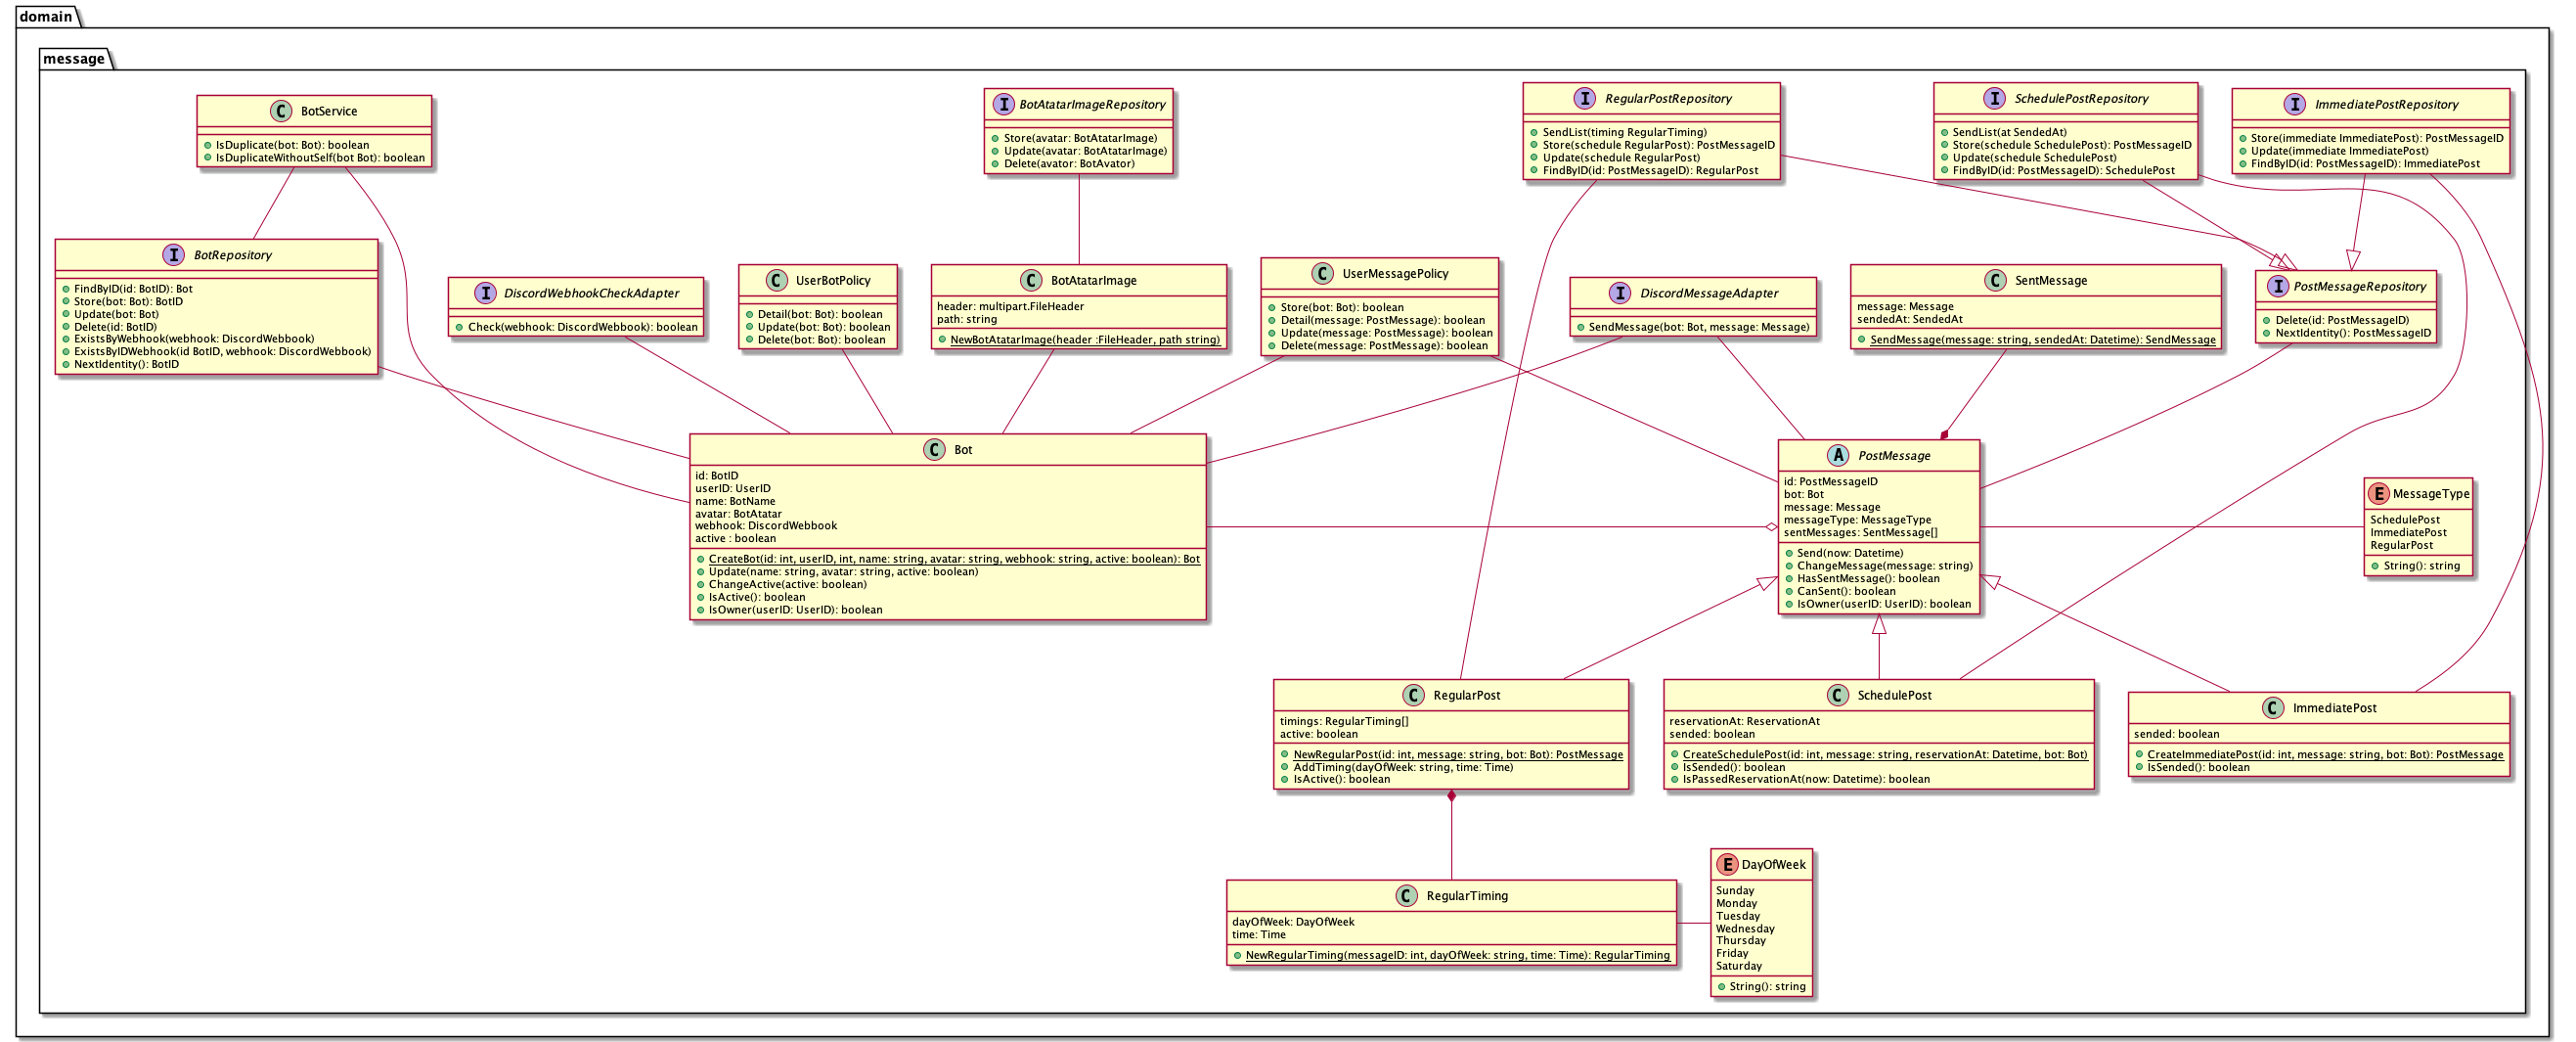 domain
message
C BotService
IsDuplicate(bot: Bot): boolean
IsDuplicateWithoutSelf(bot Bot): boolean
I BotAtatarImageRepository
Store(avatar: BotAtatarImage)
Update(avatar: BotAtatarImage)
Delete(avator: BotAvator)
I RegularPostRepository
SendList(timing RegularTiming)
Store(schedule RegularPost): PostMessageID
Update(schedule RegularPost)
FindByID(id: PostMessageID): RegularPost
I SchedulePostRepository
SendList(at SendedAt)
Store(schedule SchedulePost): PostMessageID
Update(schedule SchedulePost)
FindByID(id: PostMessageID): SchedulePost
I ImmediatePostRepository
Store(immediate ImmediatePost): PostMessageID
Update(immediate ImmediatePost)
FindByID(id: PostMessageID): ImmediatePost
I BotRepository
FindByID(id: BotID): Bot
Store(bot: Bot): BotID
Update(bot: Bot)
Delete(id: BotID)
ExistsByWebhook(webhook: DiscordWebbook)
ExistsByIDWebhook(id BotID, webhook: DiscordWebbook)
NextIdentity(): BotID
I DiscordWebhookCheckAdapter
Check(webhook: DiscordWebbook): boolean
C UserBotPolicy
Detail(bot: Bot): boolean
Update(bot: Bot): boolean
Delete(bot: Bot): boolean
C BotAtatarImage
header: multipart.FileHeader
path: string
NewBotAtatarImage(header :FileHeader, path string)
C UserMessagePolicy
Store(bot: Bot): boolean
Detail(message: PostMessage): boolean
Update(message: PostMessage): boolean
Delete(message: PostMessage): boolean
I DiscordMessageAdapter
SendMessage(bot: Bot, message: Message)
C SentMessage
message: Message
sendedAt: SendedAt
SendMessage(message: string, sendedAt: Datetime): SendMessage
I PostMessageRepository
Delete(id: PostMessageID)
NextIdentity(): PostMessageID
C Bot
id: BotID
userID: UserID
name: BotName
avatar: BotAtatar
webhook: DiscordWebbook
active : boolean
CreateBot(id: int, userID, int, name: string, avatar: string, webhook: string, active: boolean): Bot
Update(name: string, avatar: string, active: boolean)
ChangeActive(active: boolean)
IsActive(): boolean
IsOwner(userID: UserID): boolean
A PostMessage
id: PostMessageID
bot: Bot
message: Message
messageType: MessageType
sentMessages: SentMessage[]
Send(now: Datetime)
ChangeMessage(message: string)
HasSentMessage(): boolean
CanSent(): boolean
IsOwner(userID: UserID): boolean
E MessageType
SchedulePost
ImmediatePost
RegularPost
String(): string
C RegularPost
timings: RegularTiming[]
active: boolean
NewRegularPost(id: int, message: string, bot: Bot): PostMessage
AddTiming(dayOfWeek: string, time: Time)
IsActive(): boolean
C SchedulePost
reservationAt: ReservationAt
sended: boolean
CreateSchedulePost(id: int, message: string, reservationAt: Datetime, bot: Bot)
IsSended(): boolean
IsPassedReservationAt(now: Datetime): boolean
C ImmediatePost
sended: boolean
CreateImmediatePost(id: int, message: string, bot: Bot): PostMessage
IsSended(): boolean
C RegularTiming
dayOfWeek: DayOfWeek
time: Time
NewRegularTiming(messageID: int, dayOfWeek: string, time: Time): RegularTiming
E DayOfWeek
Sunday
Monday
Tuesday
Wednesday
Thursday
Friday
Saturday
String(): string